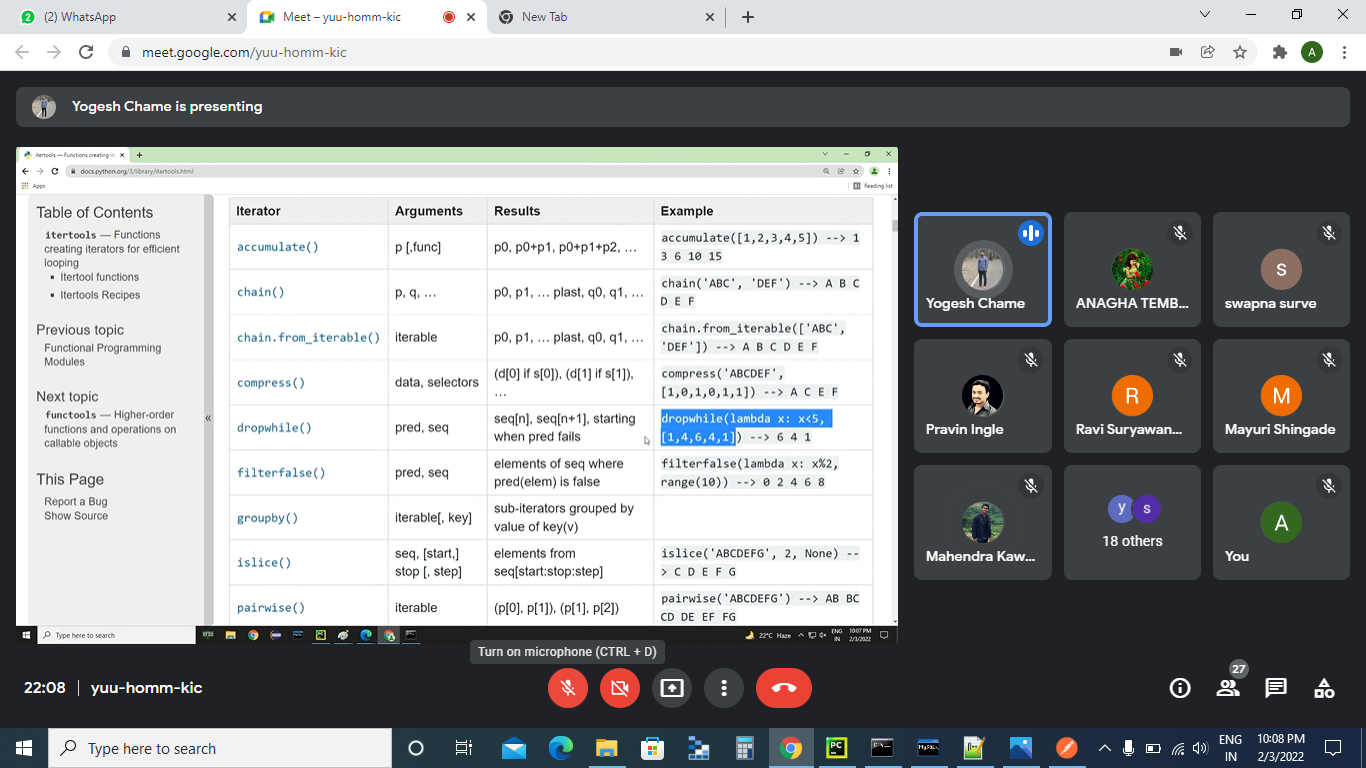 (2) WhatsApp
Meet – yuu-homm-kic
New Tab
meet.google.com/yuu-homm-kic
A
Yogesh Chame is presenting
itertools — Functions creating it
docs.python.org/3/library/itertools.html
Apps
Reading list
Table of Contents
itertools — Functions
creating iterators for efficient
looping
Itertool functions
Itertools Recipes
Previous topic
Functional Programming
Modules
Next topic
functools — Higher-order
functions and operations on
callable objects
This Page
Report a Bug
Show Source
«
Iterator Arguments Results Example
accumulate() p [,func] p0, p0+p1, p0+p1+p2, … accumulate([1,2,3,4,5]) --> 1
3 6 10 15
chain() p, q, … p0, p1, … plast, q0, q1, … chain('ABC', 'DEF') --> A B C
D E F
chain.from_iterable() iterable p0, p1, … plast, q0, q1, … chain.from_iterable(['ABC',
'DEF']) --> A B C D E F
compress() data, selectors (d[0] if s[0]), (d[1] if s[1]),
… compress('ABCDEF',
[1,0,1,0,1,1]) --> A C E F
dropwhile() pred, seq seq[n], seq[n+1], starting
when pred fails dropwhile(lambda x: x<5,
[1,4,6,4,1]) --> 6 4 1
filterfalse() pred, seq elements of seq where
pred(elem) is false filterfalse(lambda x: x%2,
range(10)) --> 0 2 4 6 8
groupby() iterable[, key] sub-iterators grouped by
value of key(v)
islice() seq, [start,]
stop [, step] elements from
seq[start:stop:step] islice('ABCDEFG', 2, None) --
> C D E F G
pairwise() iterable (p[0], p[1]), (p[1], p[2]) pairwise('ABCDEFG') --> AB BC
CD DE EF FG
Type here to search
22°C Haze
ENG
IN
10:07 PM
2/3/2022
Yogesh Chame
ANAGHA TEMB...
S
swapna surve
Pravin Ingle
R
Ravi Suryawan...
M
Mayuri Shingade
Mahendra Kaw...
y s
18 others
A
You
Turn on microphone (CTRL + D)
22:08 | yuu-homm-kic
27
Type here to search
PC
MySQL
ENG
IN
10:08 PM
2/3/2022